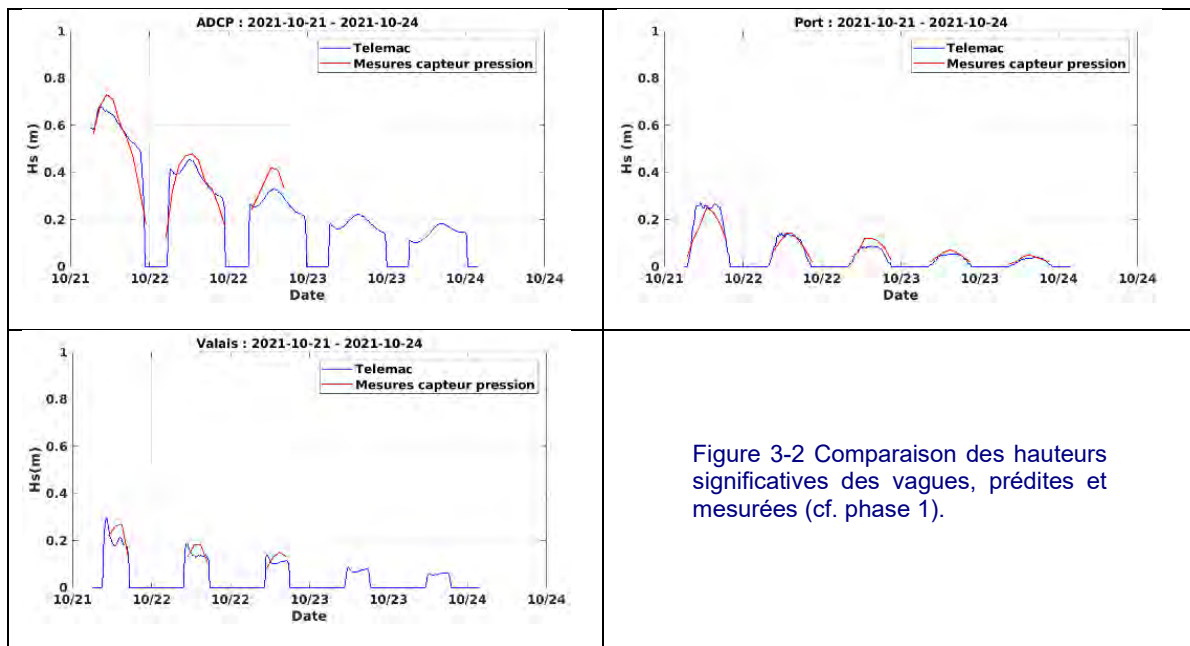 ADCP : 2021-10-21 - 2021-10-24
Telemac
Mesures capteur pression
1
0.8
0.6
0.4
0.2
0
Hs (m)
10/21 10/22 10/22 10/23 10/23 10/24 10/24
Date
Port : 2021-10-21 - 2021-10-24
Telemac
Mesures capteur pression
1
0.8
0.6
0.4
0.2
0
Hs (m)
10/21 10/22 10/22 10/23 10/23 10/24 10/24
Date
Valais : 2021-10-21 - 2021-10-24
Telemac
Mesures capteur pression
1
0.8
0.6
0.4
0.2
0
Hs(m)
10/21 10/22 10/22 10/23 10/23 10/24 10/24
Date
Figure 3-2 Comparaison des hauteurs
significatives des vagues, prédites et
mesurées (cf. phase 1).